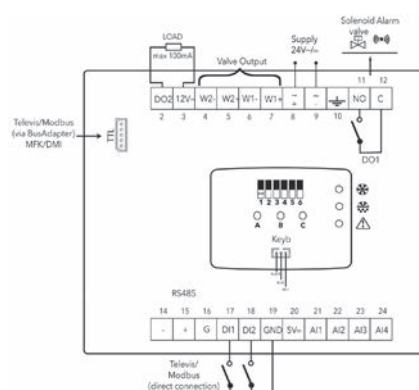 LOAD
max 100mA
Valve Output
Supply
24V~/=
Solenoid Alarm
valve
11 12
DO2 12V= W2- W2+ W1- W1+ NO C
2 3 4 5 6 7 8 9 10
DO1
Televis/Modbus
(via BusAdapter)
MFK/DMI
TTL
1 2 3 4 5 6
A B C
Keyb
RS485
14 15 16 17 18 19 20 21 22 23 24
- + G DI1 DI2 GND 5V= AI1 AI2 AI3 AI4
Televis/
Modbus
(direct connection)